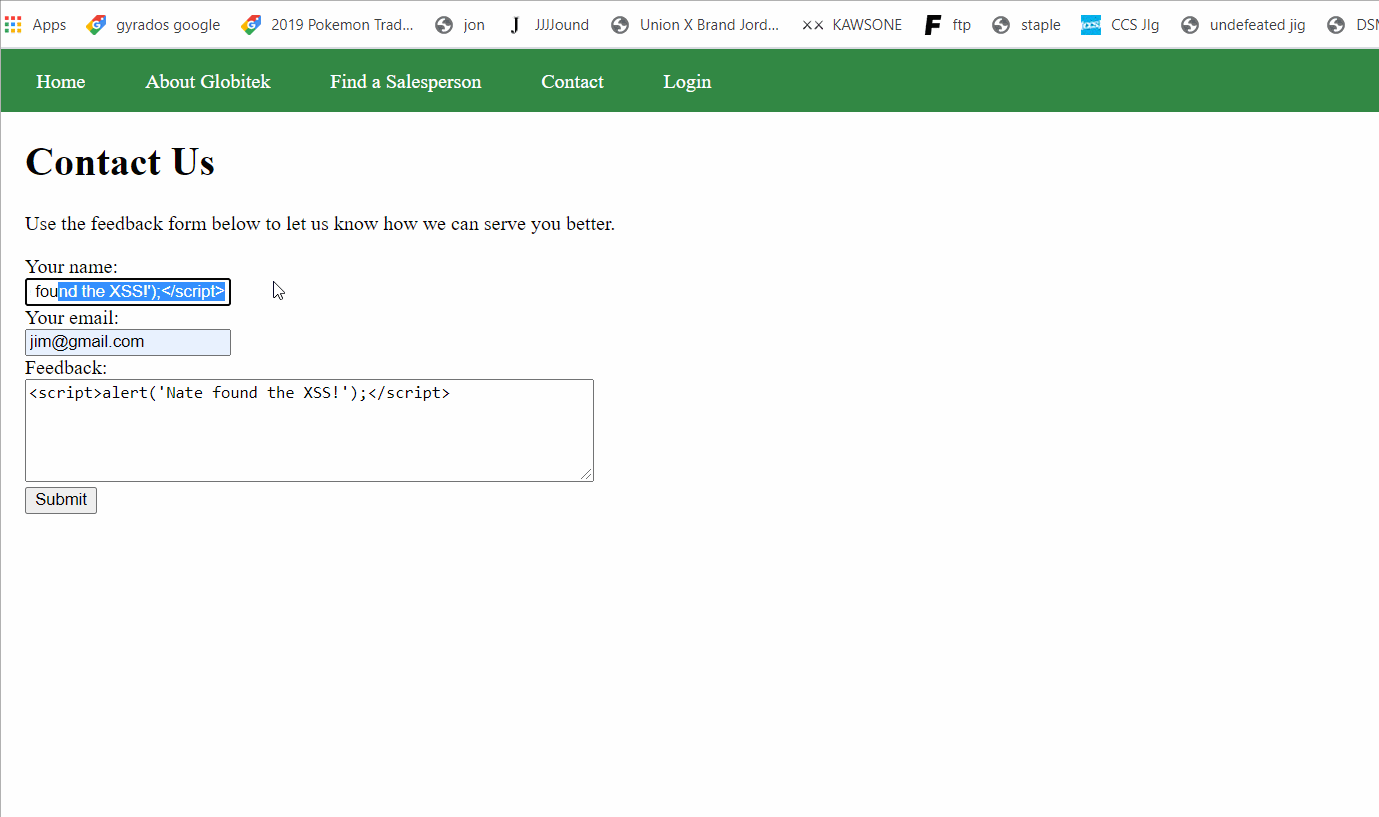 Apps gyrados google 2019 Pokemon Trad... jon J JJJJound Union X Brand Jord... XX KAWSONE F ftp staple CCS CCS JIg undefeated jig DSM
Home About Globitek Find a Salesperson Contact Login
Contact Us
Use the feedback form below to let us know how we can serve you better.
Your name:
found the XSS!');</script>
Your email:
jim@gmail.com
Feedback:
<script>alert('Nate found the XSS!');</script>
Submit